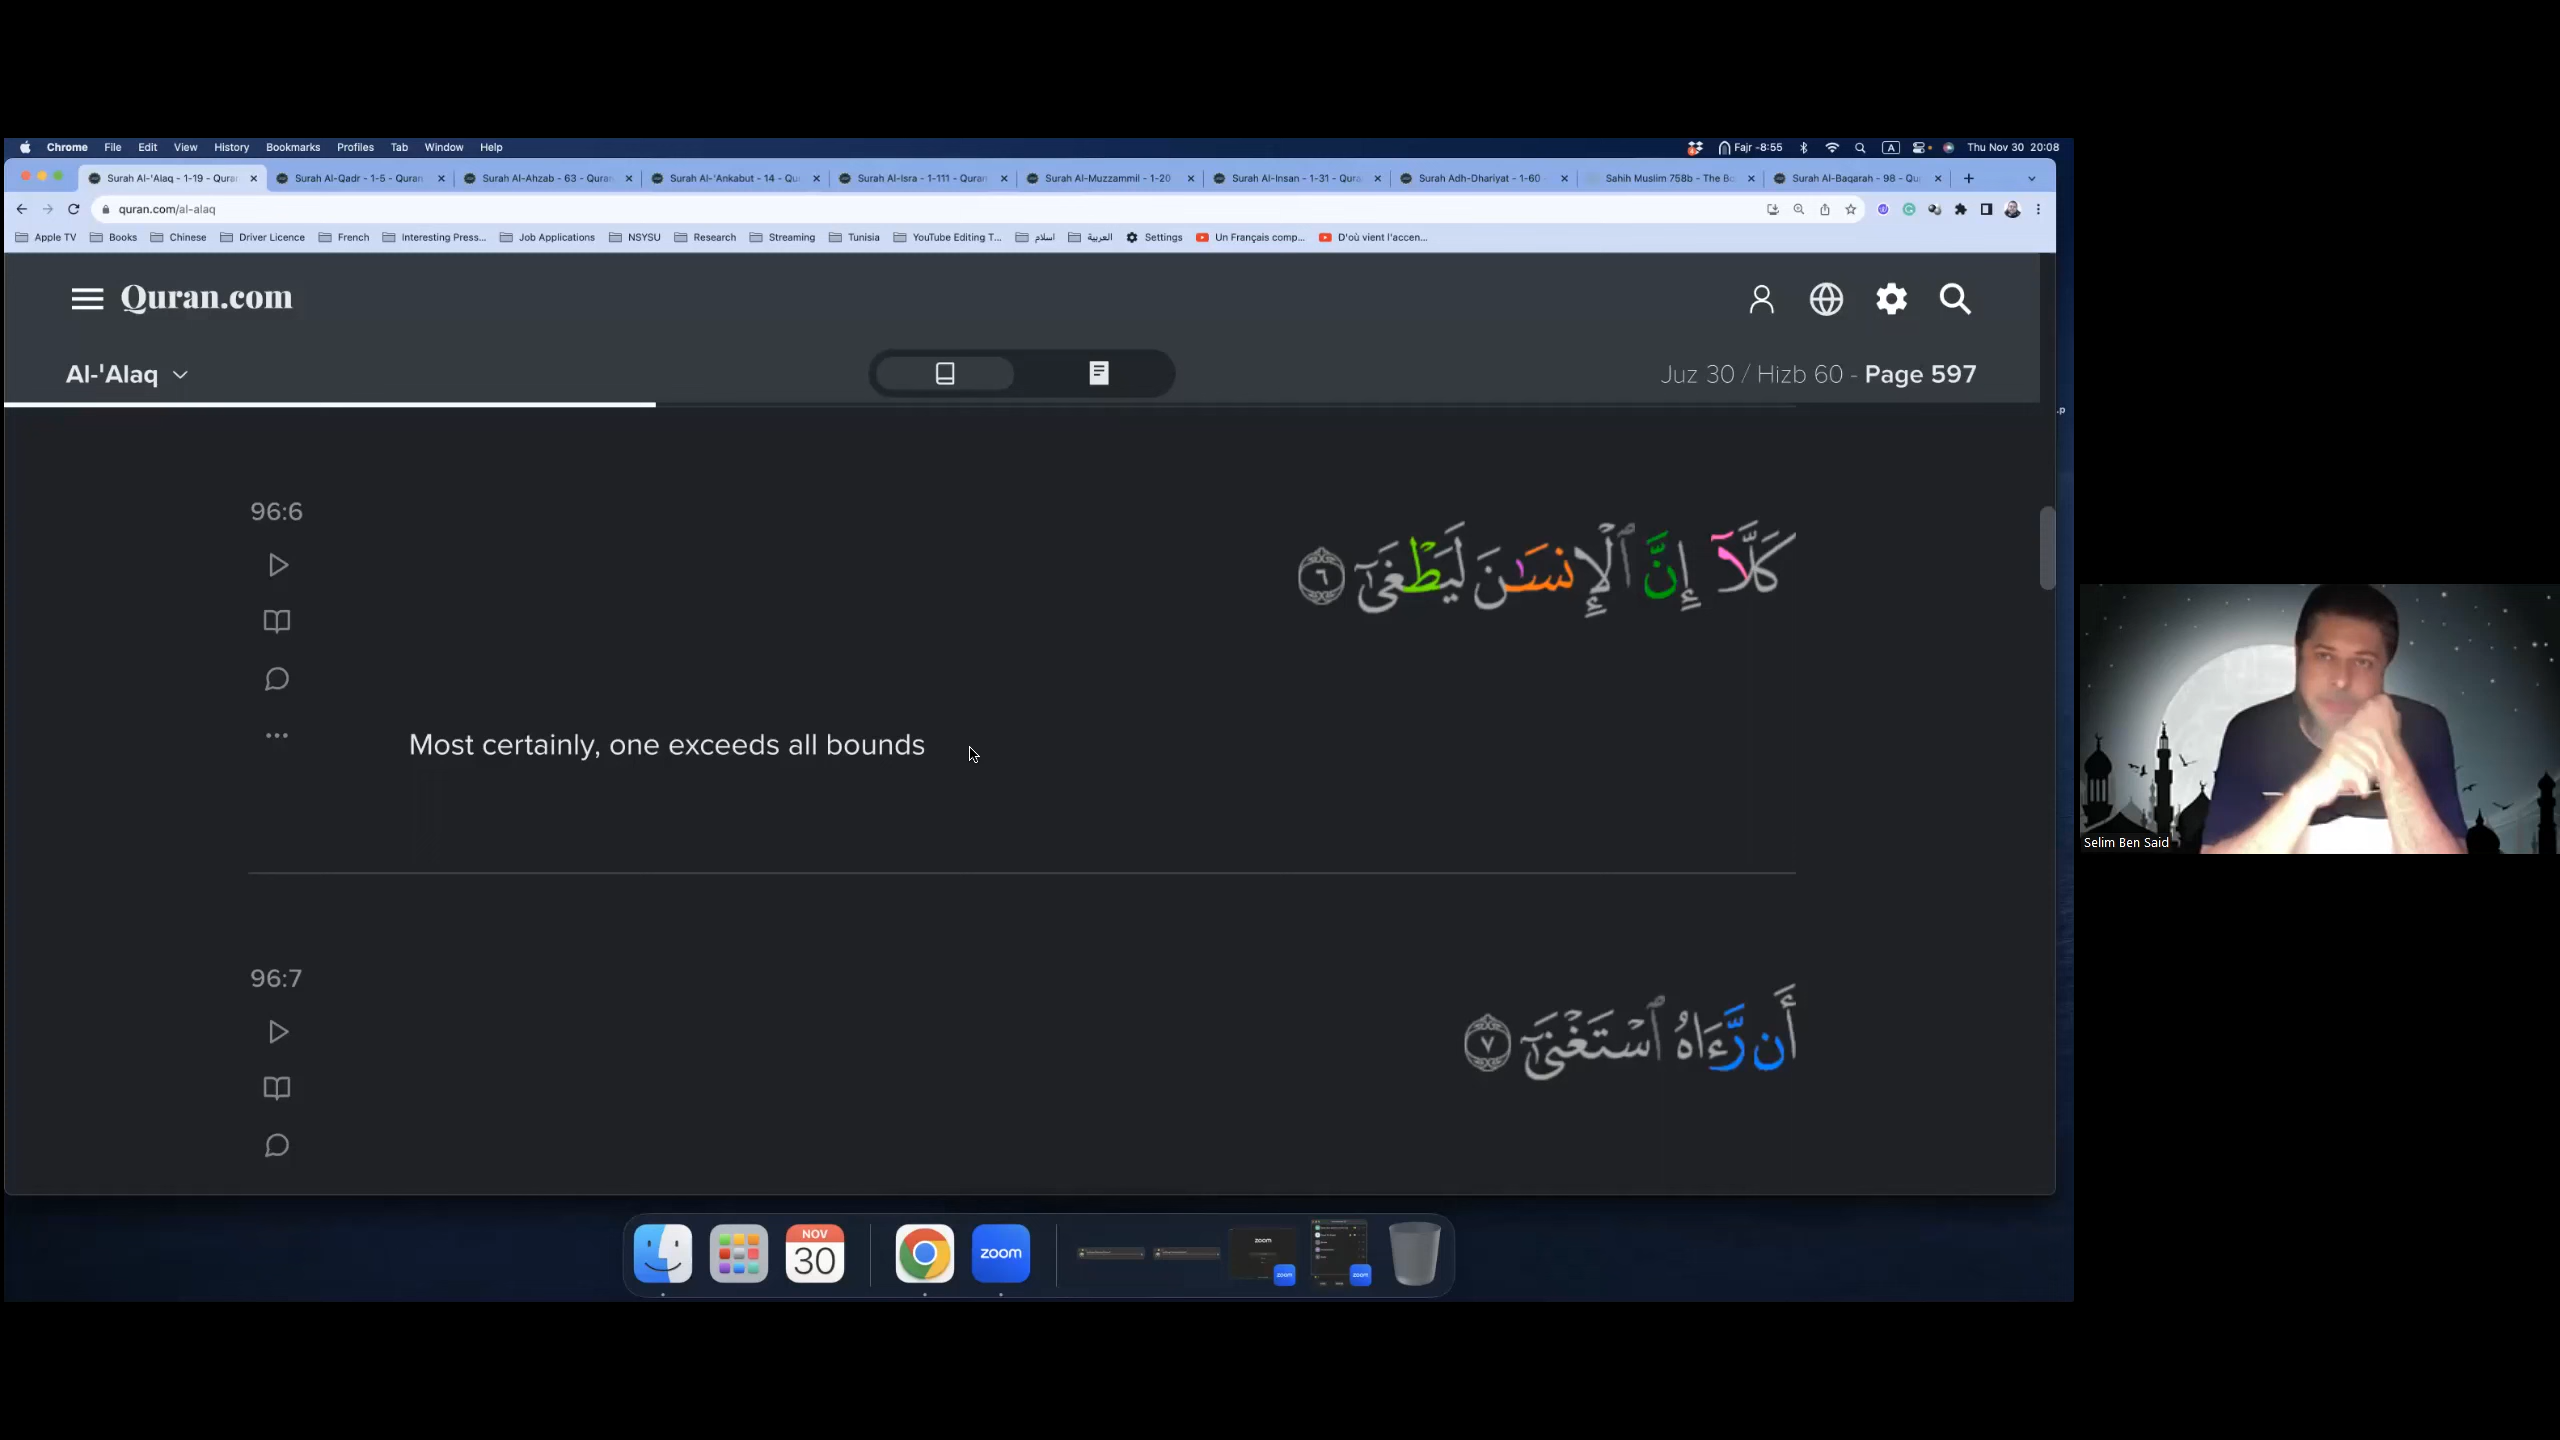 Chrome File Edit View History Bookmarks Profiles Tab Window Help
Fajr -8:55 A Thu Nov 30 20:08
Surah Al-'Alaq - 1-19 - Quran
Surah Al-Qadr - 1-5 - Quran
Surah Al-Ahzab - 63 - Quran
Surah Al-'Ankabut - 14 - Qu
Surah Al-Isra - 1-111 - Quran
Surah Al-Muzzammil - 1-20
Surah Al-Insan - 1-31 - Qura
Surah Adh-Dhariyat - 1-60
Sahih Muslim 758b - The Bo
Surah Al-Baqarah - 98 - Qu
quran.com/al-alaq
Apple TV Books Chinese Driver Licence French Interesting Press... Job Applications NSYSU Research Streaming Tunisia YouTube Editing T... اسلام العربية Settings Un Français comp... D'où vient l'accen...
Quran.com
Al-'Alaq
Juz 30 / Hizb 60 - Page 597
.p
96:6
كَلَّآ إِنَّ ٱلْإِنسَـٰنَ لَيَطْغَىٰٓ ٦
Most certainly, one exceeds all bounds
96:7
أَن رَّءَاهُ ٱسْتَغْنَىٰٓ ٧
Selim Ben Said
NOV
30
zoom
zoom
zoom
zoom